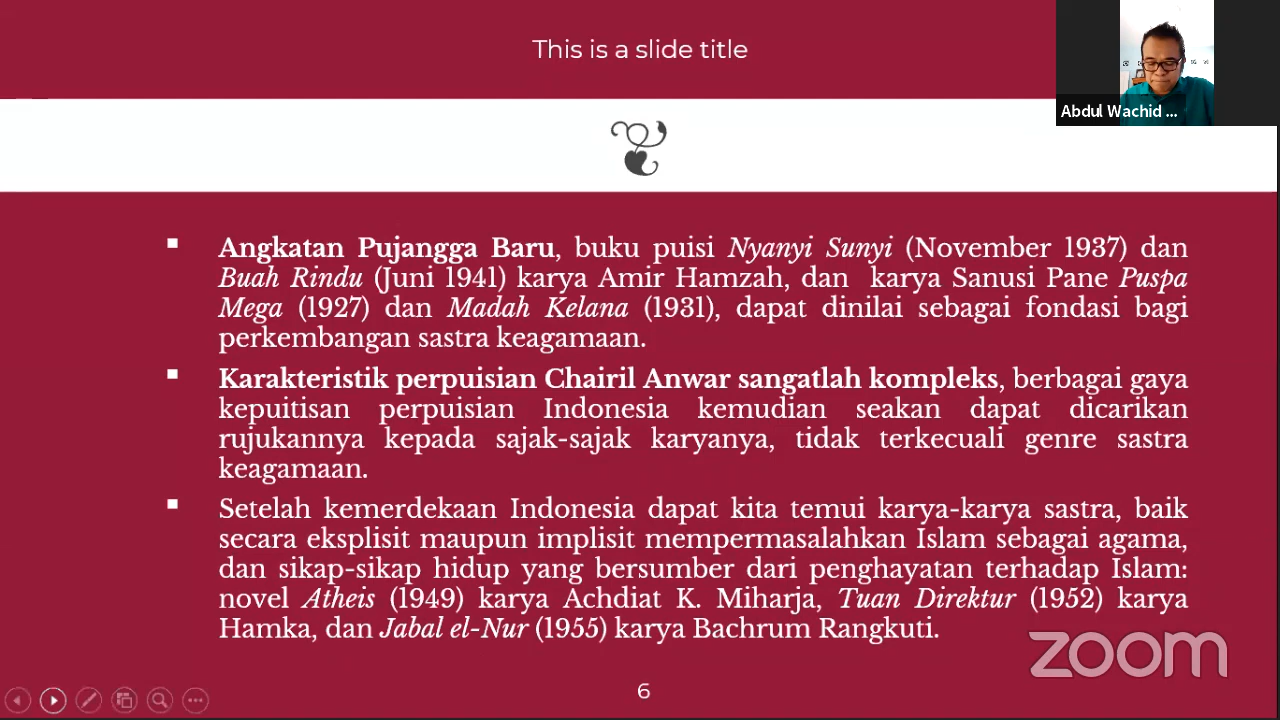 This is a slide title
Abdul Wachid ...
Angkatan Pujangga Baru, buku puisi Nyanyi Sunyi (November 1937) dan
Buah Rindu (Juni 1941) karya Amir Hamzah, dan karya Sanusi Pane Puspa
Mega (1927) dan Madah Kelana (1931), dapat dinilai sebagai fondasi bagi
perkembangan sastra keagamaan.
Karakteristik perpuisian Chairil Anwar sangatlah kompleks, berbagai gaya
kepuitisan perpuisian Indonesia kemudian seakan dapat dicarikan
rujukannya kepada sajak-sajak karyanya, tidak terkecuali genre sastra
keagamaan.
Setelah kemerdekaan Indonesia dapat kita temui karya-karya sastra, baik
secara eksplisit maupun implisit mempermasalahkan Islam sebagai agama,
dan sikap-sikap hidup yang bersumber dari penghayatan terhadap Islam:
novel Atheis (1949) karya Achdiat K. Miharja, Tuan Direktur (1952) karya
Hamka, dan Jabal el-Nur (1955) karya Bachrum Rangkuti.
zoom
6